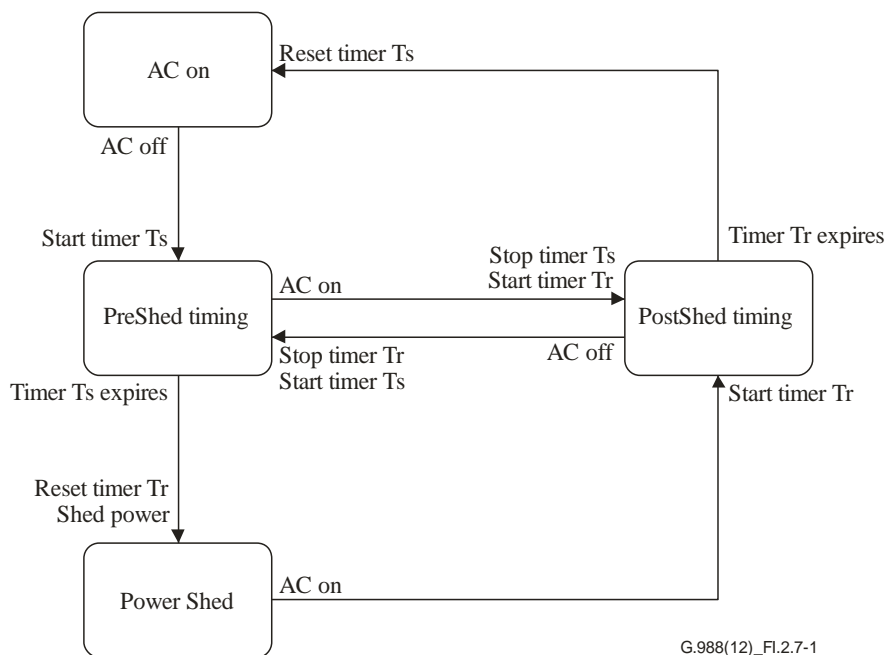 AC on
Reset timer Ts
AC off
Start timer Ts
PreShed timing
AC on
Stop timer Ts
Start timer Tr
Timer Tr expires
PostShed timing
Stop timer Tr
Start timer Ts
AC off
Timer Ts expires
Start timer Tr
Reset timer Tr
Shed power
Power Shed
AC on
G.988(12)_FI.2.7-1